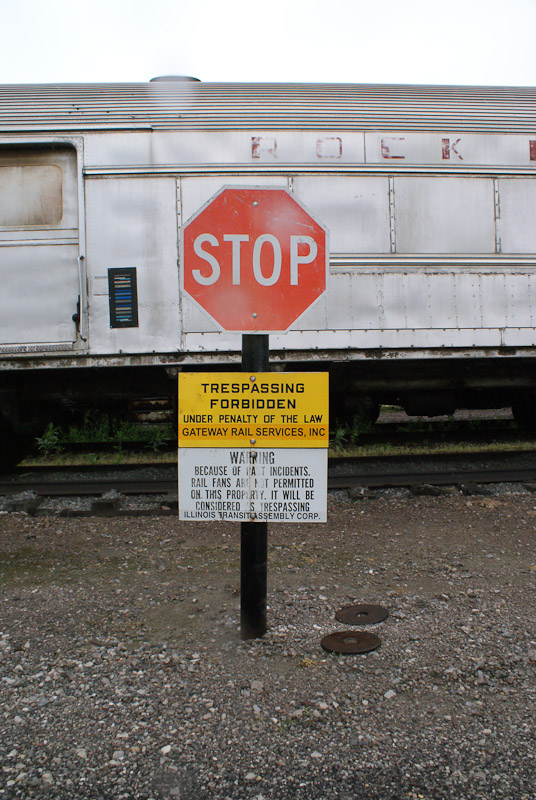 ROCK
STOP
TRESPASSING
FORBIDDEN
UNDER PENALTY OF THE LAW
GATEWAY RAIL SERVICES, INC
WARNING
BECAUSE OF PAST INCIDENTS,
RAIL FANS ARE NOT PERMITTED
ON THIS PROPERTY. IT WILL BE
CONSIDERED AS TRESPASSING
ILLINOIS TRANSIT ASSEMBLY CORP.